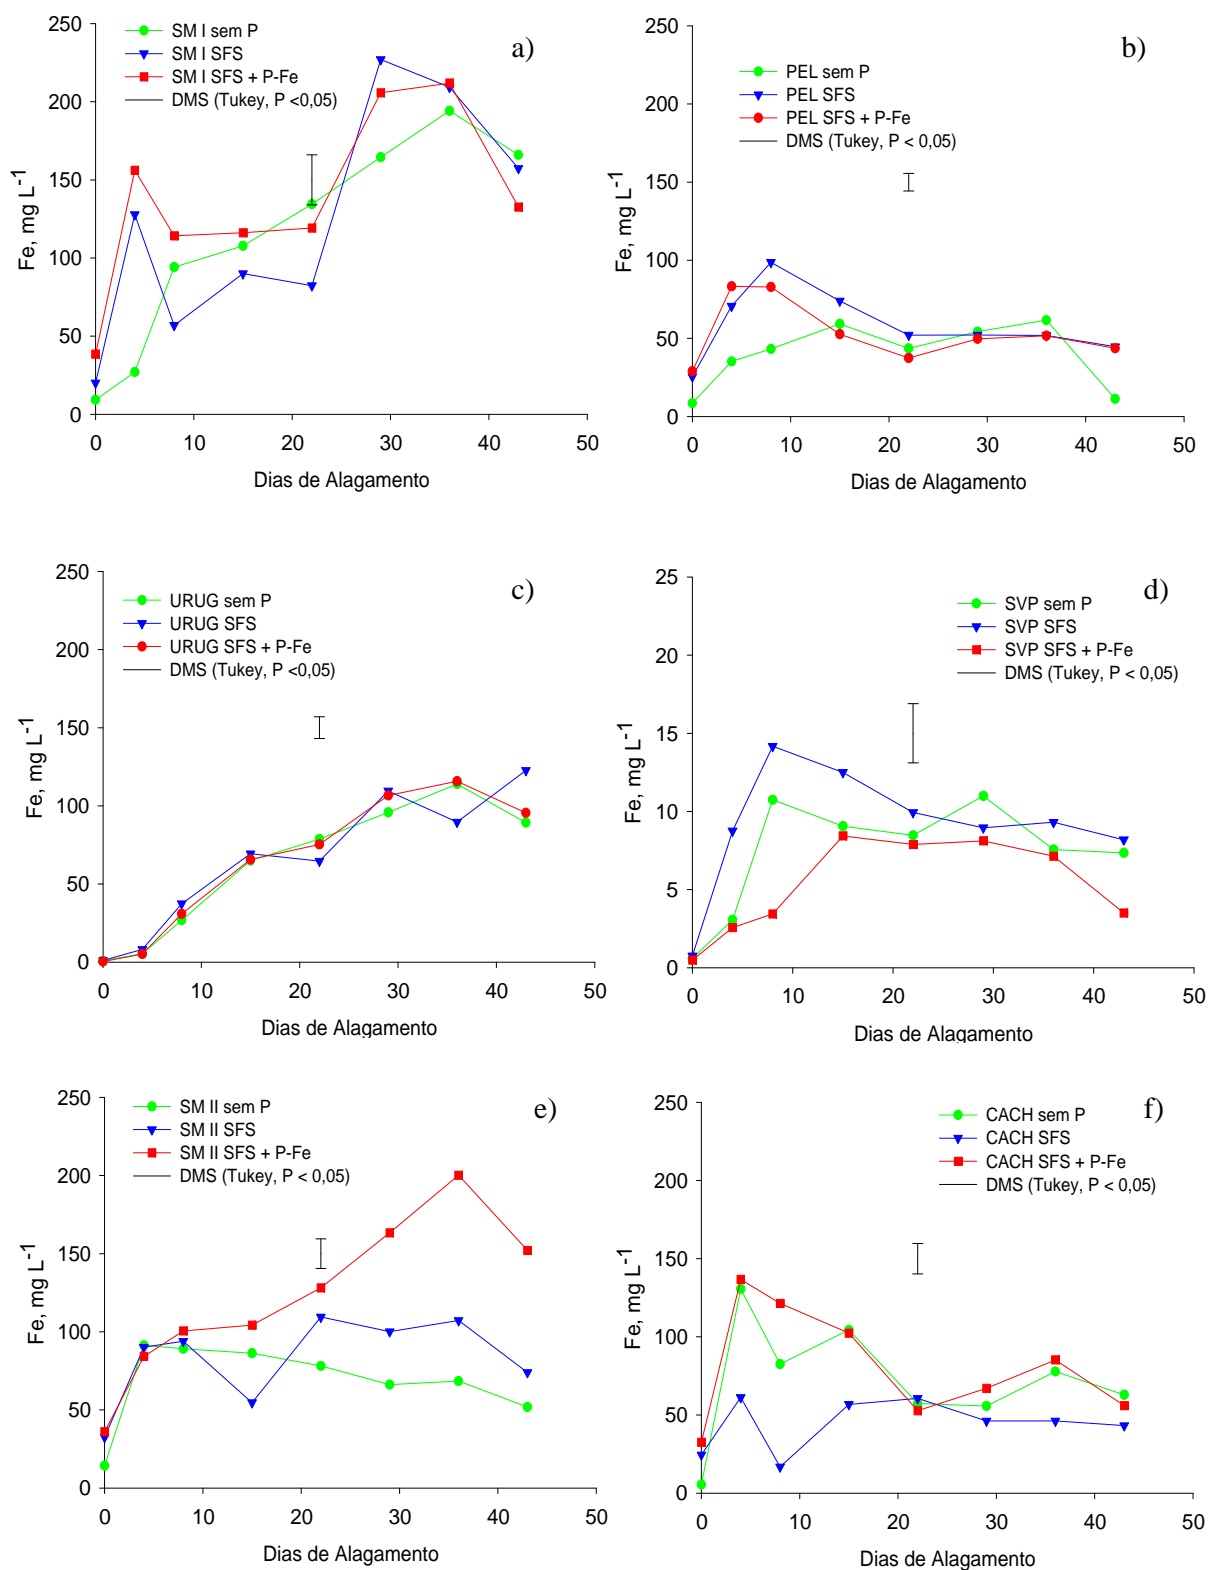 a)
SM I sem P
SM I SFS
SM I SFS + P-Fe
DMS (Tukey, P <0,05)
Fe, mg L-1
250
200
150
100
50
0
0 10 20 30 40 50
Dias de Alagamento
b)
PEL sem P
PEL SFS
PEL SFS + P-Fe
DMS (Tukey, P < 0,05)
Fe, mg L-1
250
200
150
100
50
0
0 10 20 30 40 50
Dias de Alagamento
c)
URUG sem P
URUG SFS
URUG SFS + P-Fe
DMS (Tukey, P <0,05)
Fe, mg L-1
250
200
150
100
50
0
0 10 20 30 40 50
Dias de Alagamento
d)
SVP sem P
SVP SFS
SVP SFS + P-Fe
DMS (Tukey, P < 0,05)
Fe, mg L-1
25
20
15
10
5
0
0 10 20 30 40 50
Dias de Alagamento
e)
SM II sem P
SM II SFS
SM II SFS + P-Fe
DMS (Tukey, P < 0,05)
Fe, mg L-1
250
200
150
100
50
0
0 10 20 30 40 50
Dias de Alagamento
f)
CACH sem P
CACH SFS
CACH SFS + P-Fe
DMS (Tukey, P < 0,05)
Fe, mg L-1
250
200
150
100
50
0
0 10 20 30 40 50
Dias de Alagamento